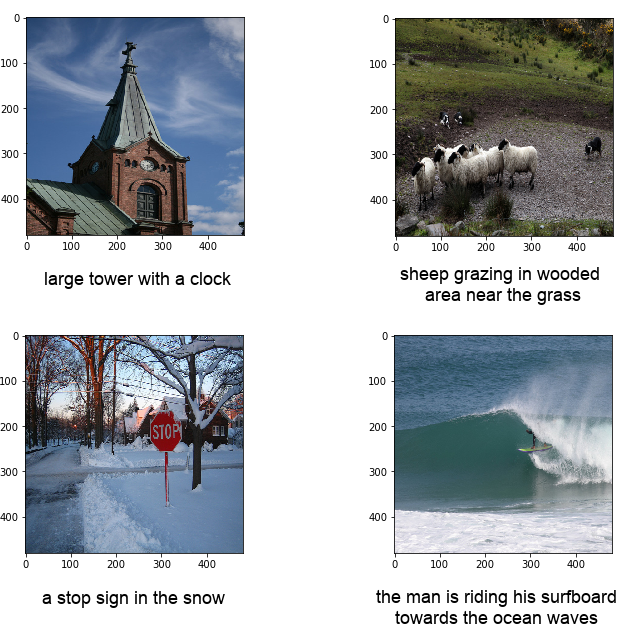 0
100
200
300
400
0 100 200 300 400
large tower with a clock
0
100
200
300
400
0 100 200 300 400
sheep grazing in wooded
area near the grass
0
100
200
300
400
STOP
0 100 200 300 400
a stop sign in the snow
0
100
200
300
400
0 100 200 300 400
the man is riding his surfboard
towards the ocean waves